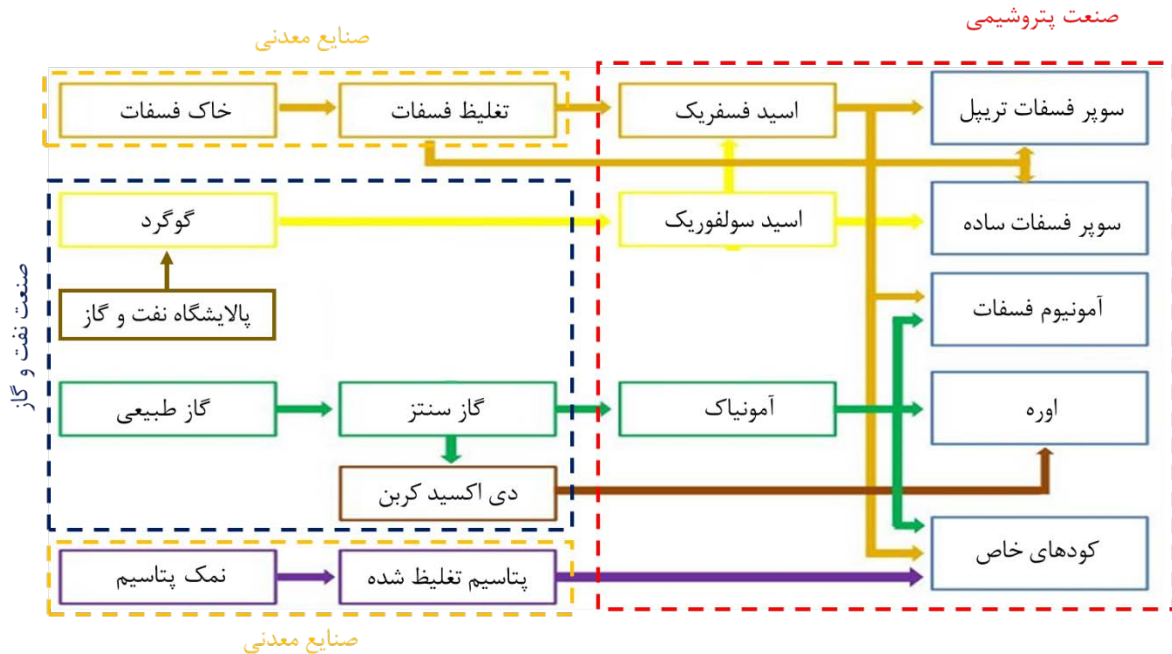 صنعت پتروشیمی
صنایع معدنی
خاک فسفات
تغلیظ فسفات
اسید فسفریک
سوپر فسفات تریپل
گوگرد
اسید سولفوریک
سوپر فسفات ساده
صنعت نفت و گاز
پالایشگاه نفت و گاز
آمونیوم فسفات
گاز طبیعی
گاز سنتز
آمونیاک
اوره
دی اکسید کربن
نمک پتاسیم
پتاسیم تغلیظ شده
کودهای خاص
صنایع معدنی